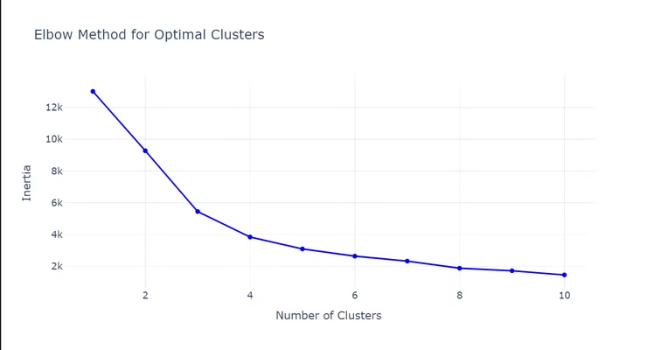 Elbow Method for Optimal Clusters
12k
10k
8k
6k
4k
2k
Inertia
2
4
6
8
10
Number of Clusters